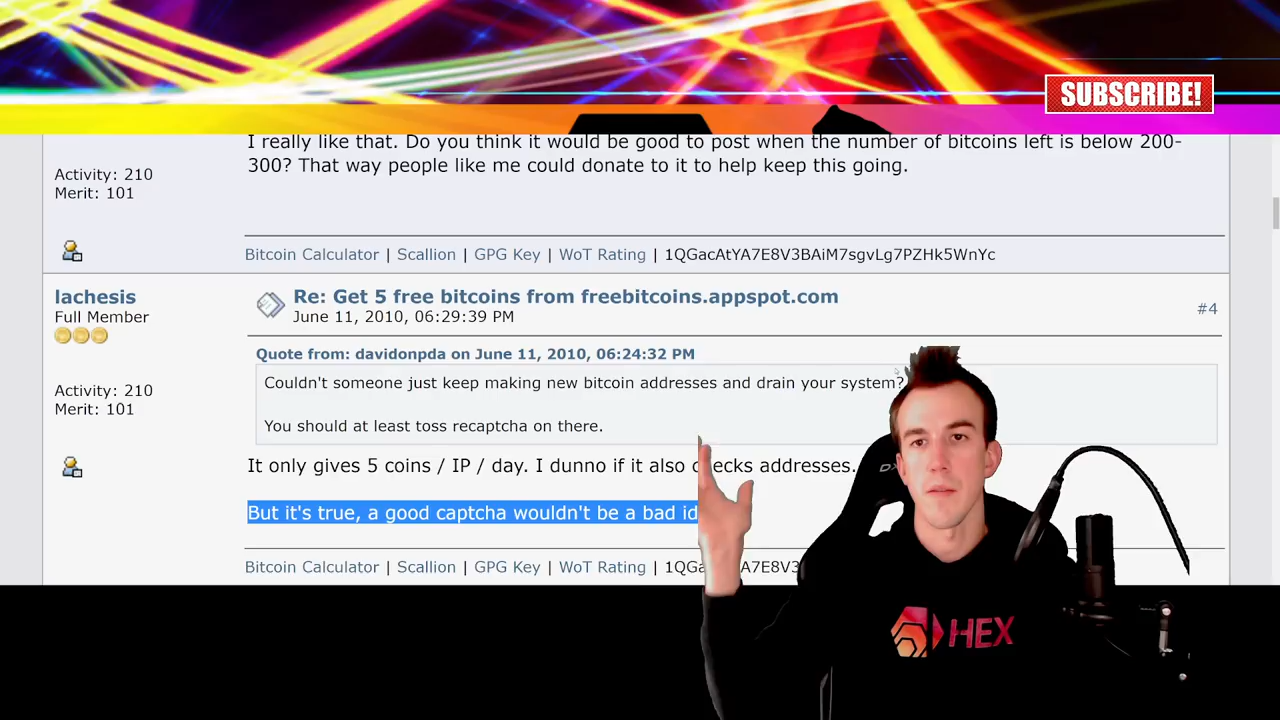 SUBSCRIBE!
I really like that. Do you think it would be good to post when the number of bitcoins left is below 200-
300? That way people like me could donate to it to help keep this going.
Activity: 210
Merit: 101
Bitcoin Calculator | Scallion | GPG Key | WoT Rating | 1QGacAtYA7E8V3BAiM7sgvLg7PZHk5WnYc
lachesis
Full Member
Re: Get 5 free bitcoins from freebitcoins.appspot.com
June 11, 2010, 06:29:39 PM
#4
Quote from: davidonpda on June 11, 2010, 06:24:32 PM
Activity: 210
Merit: 101
Couldn't someone just keep making new bitcoin addresses and drain your system?
You should at least toss recaptcha on there.
It only gives 5 coins / IP / day. I dunno if it also checks addresses.
But it's true, a good captcha wouldn't be a bad id
Bitcoin Calculator | Scallion | GPG Key | WoT Rating | 1QGa A7E8V3
HEX